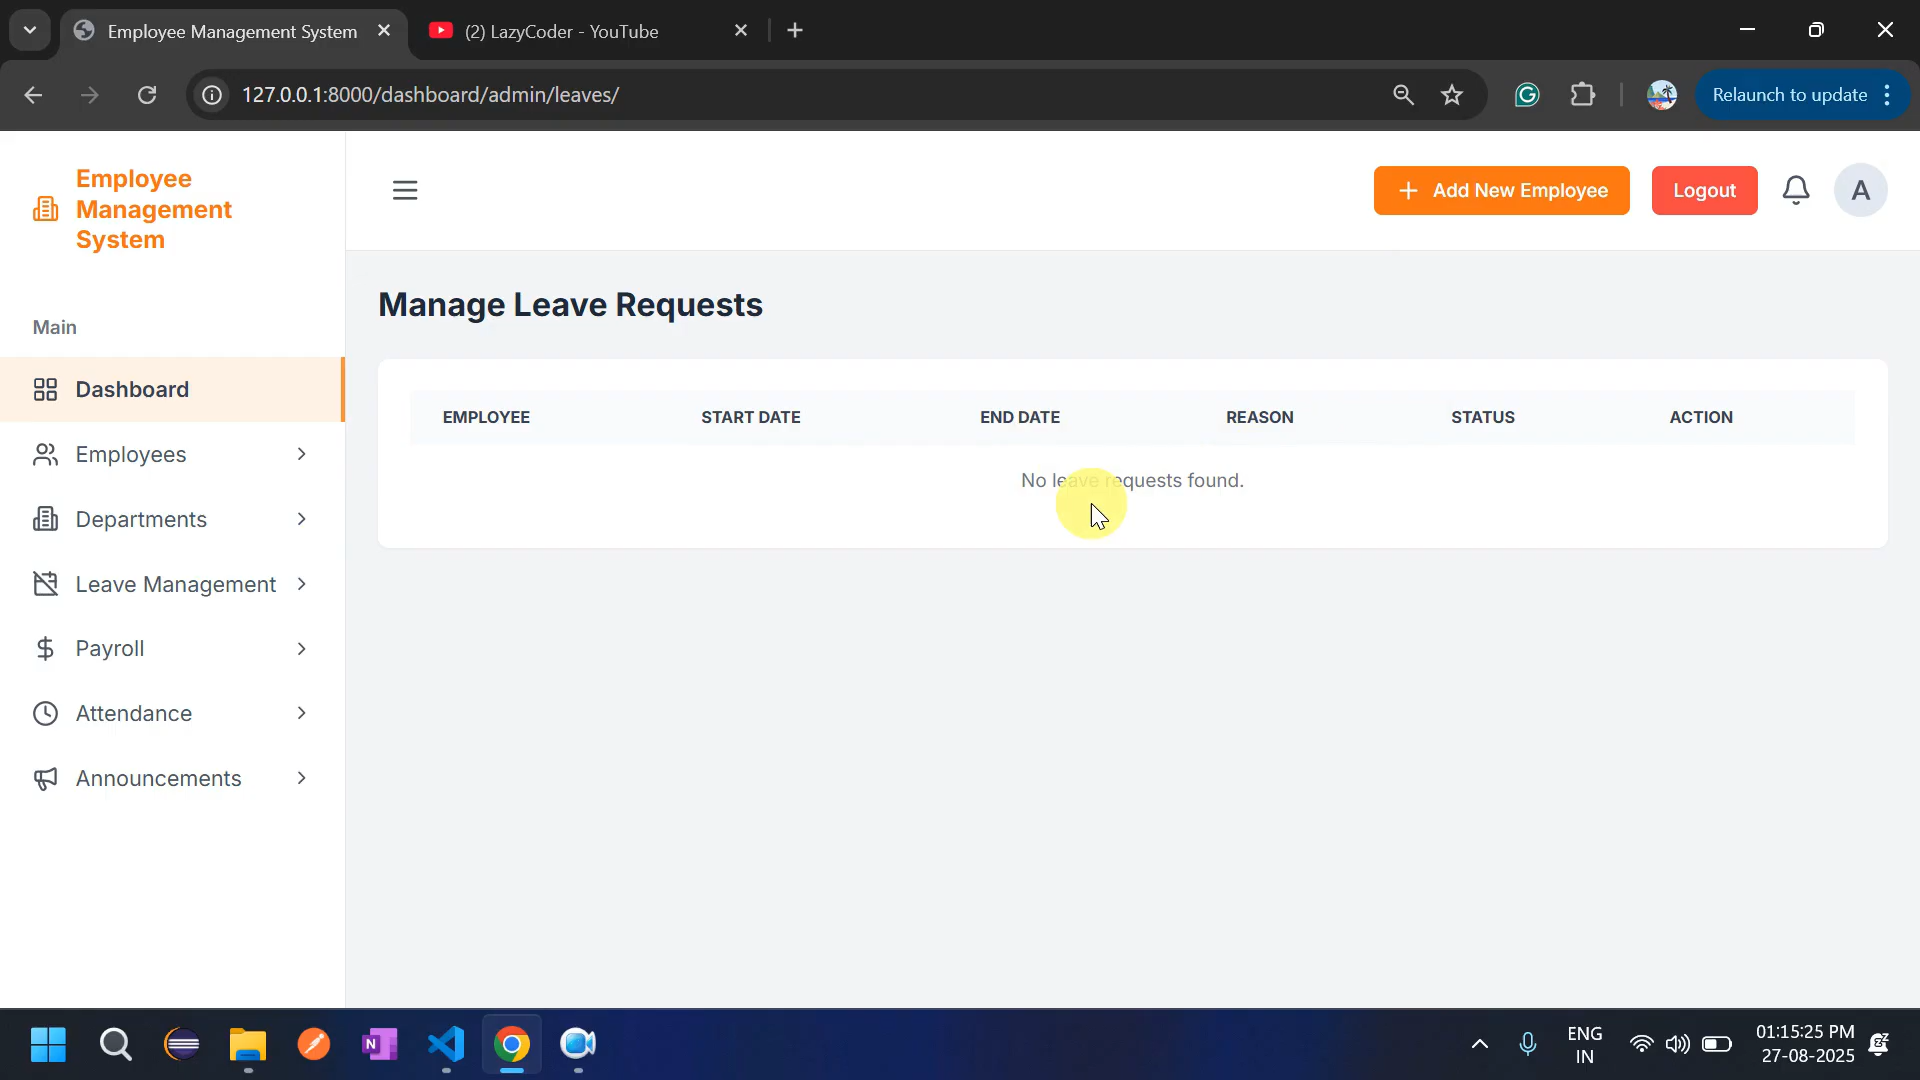 Employee Management System
(2) LazyCoder - YouTube
127.0.0.1:8000/dashboard/admin/leaves/
Relaunch to update
Employee
Management
System
Add New Employee
Logout
A
Manage Leave Requests
Main
Dashboard
Employees
Departments
Leave Management
Payroll
Attendance
Announcements
EMPLOYEE START DATE END DATE REASON STATUS ACTION
No leave requests found.
ENG
IN
01:15:25 PM
27-08-2025